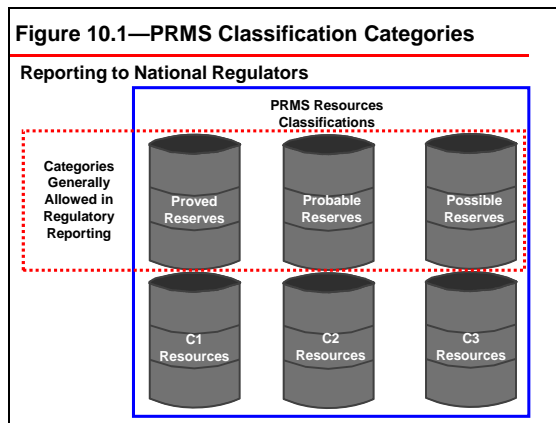 Figure 10.1—PRMS Classification Categories
Reporting to National Regulators
PRMS Resources
Classifications
Categories
Generally
Allowed in
Regulatory
Reporting
Proved
Reserves
Probable
Reserves
Possible
Reserves
C1
Resources
C2
Resources
C3
Resources